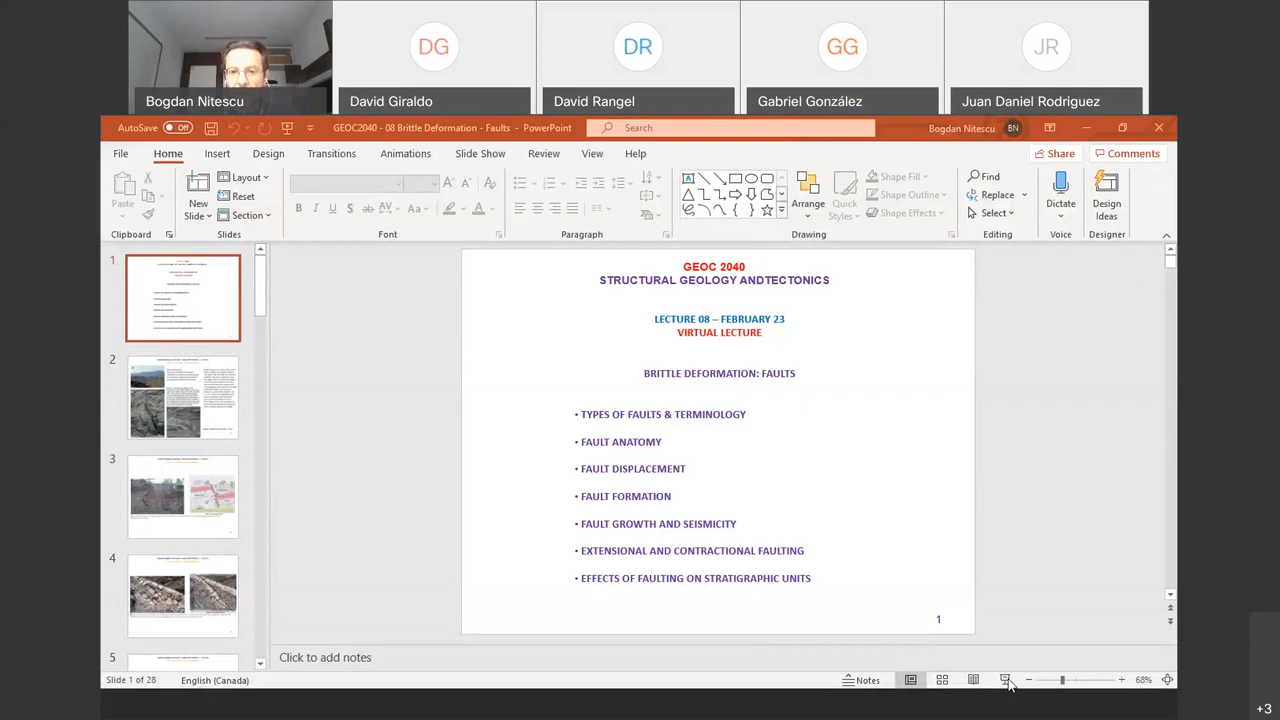 DG
DR
GG
JR
Bogdan Nitescu
David Giraldo
David Rangel
Gabriel González
Juan Daniel Rodriguez
AutoSave Off
GEOC2040 - 08 Brittle Deformation - Faults - PowerPoint
Search
Bogdan Nitescu BN
File Home Insert Design Transitions Animations Slide Show Review View Help
Share Comments
Paste
New Slide
Layout
Reset
Section
Arrange
Quick Styles
Shape Fill
Shape Outline
Shape Effects
Find
Replace
Select
Dictate
Design Ideas
Clipboard Slides Font Paragraph Drawing Editing Voice Designer
1
2
3
4
5
GEOC 2040
STRUCTURAL GEOLOGY ANDTECTONICS
LECTURE 08 – FEBRUARY 23
VIRTUAL LECTURE
BRITTLE DEFORMATION: FAULTS
• TYPES OF FAULTS & TERMINOLOGY
• FAULT ANATOMY
• FAULT DISPLACEMENT
• FAULT FORMATION
• FAULT GROWTH AND SEISMICITY
• EXTENSIONAL AND CONTRACTIONAL FAULTING
• EFFECTS OF FAULTING ON STRATIGRAPHIC UNITS
1
Click to add notes
Slide 1 of 28 English (Canada) Notes 68%
+3